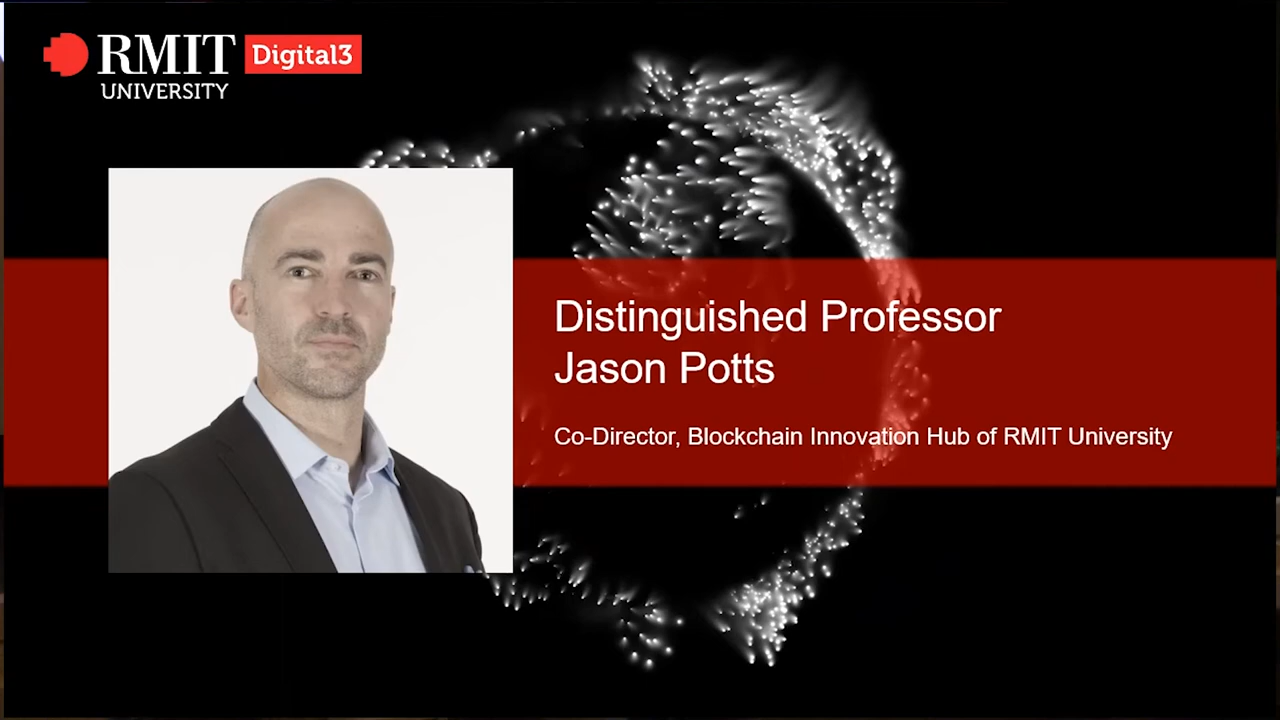 RMIT Digital3
UNIVERSITY
Distinguished Professor
Jason Potts
Co-Director, Blockchain Innovation Hub of RMIT University